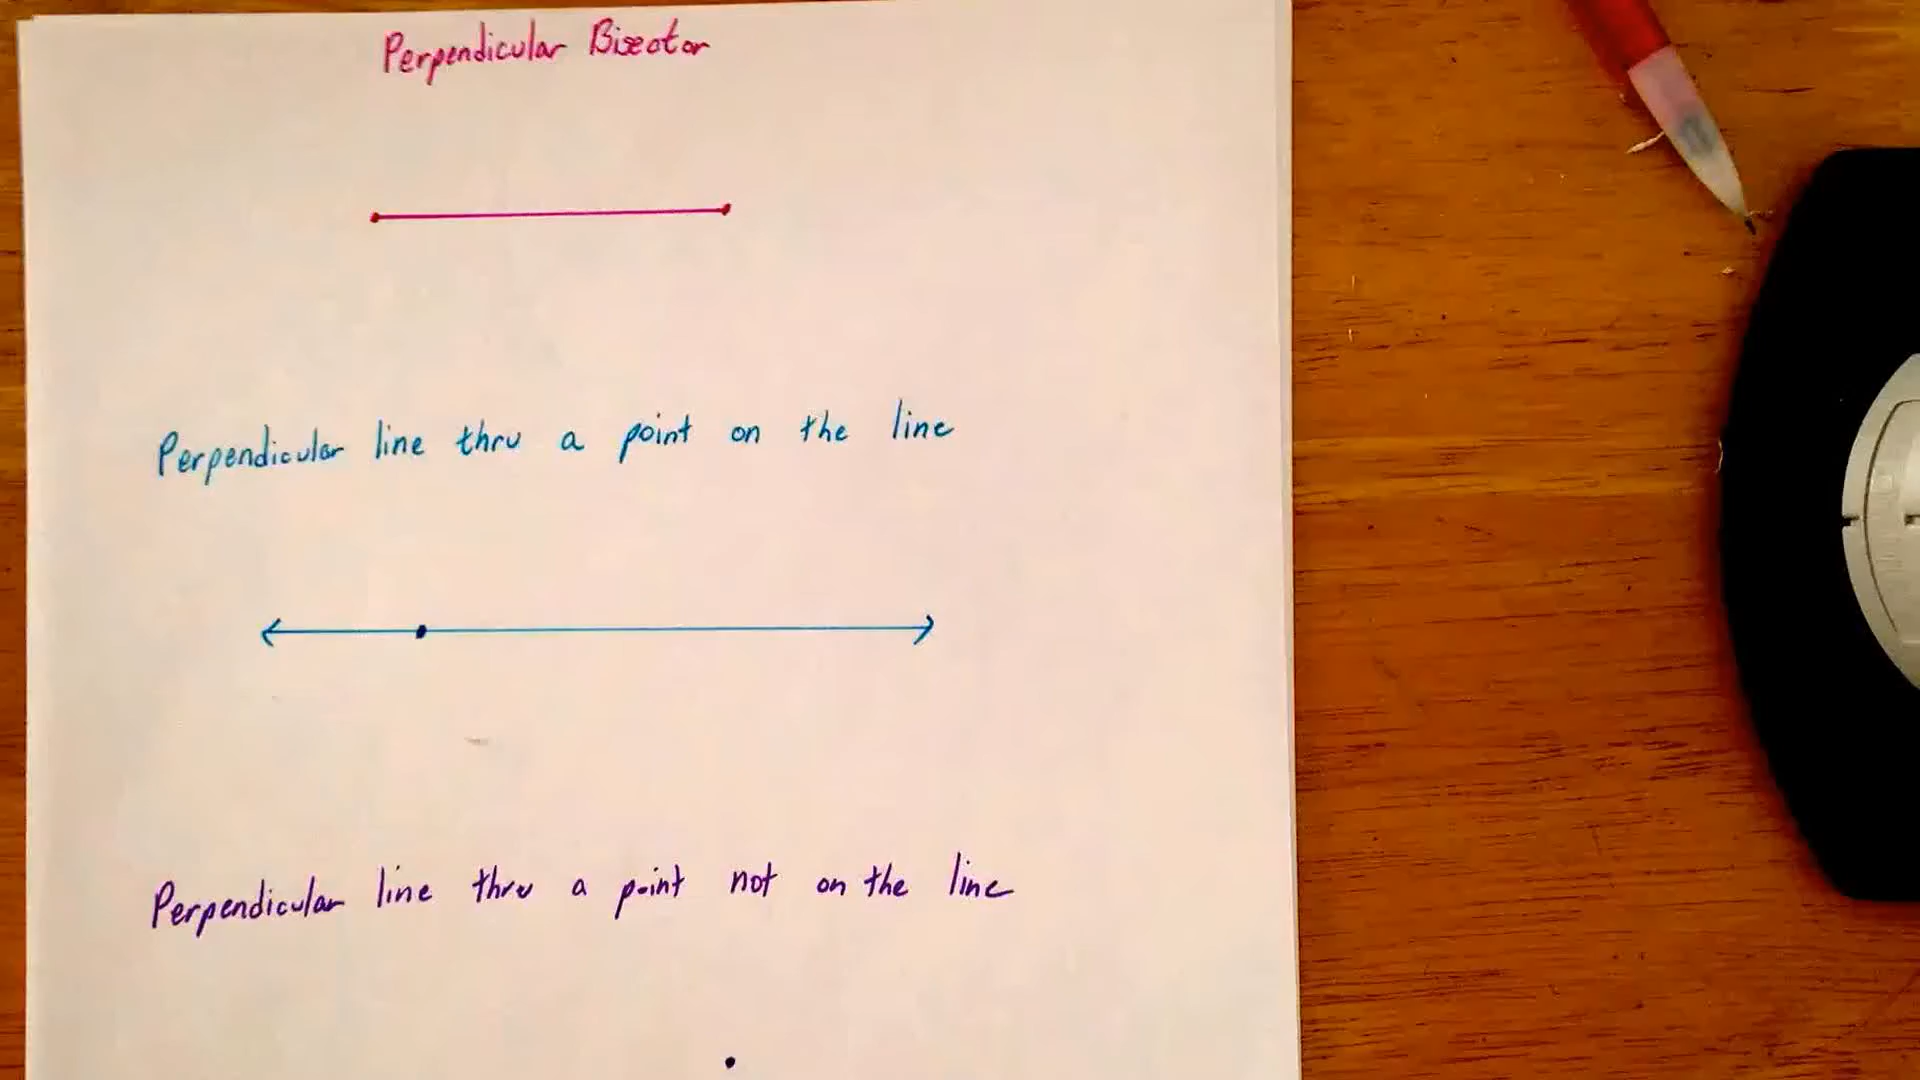 Perpendicular Bisector
Perpendicular line thru a point on the line
Perpendicular line thru a point not on the line